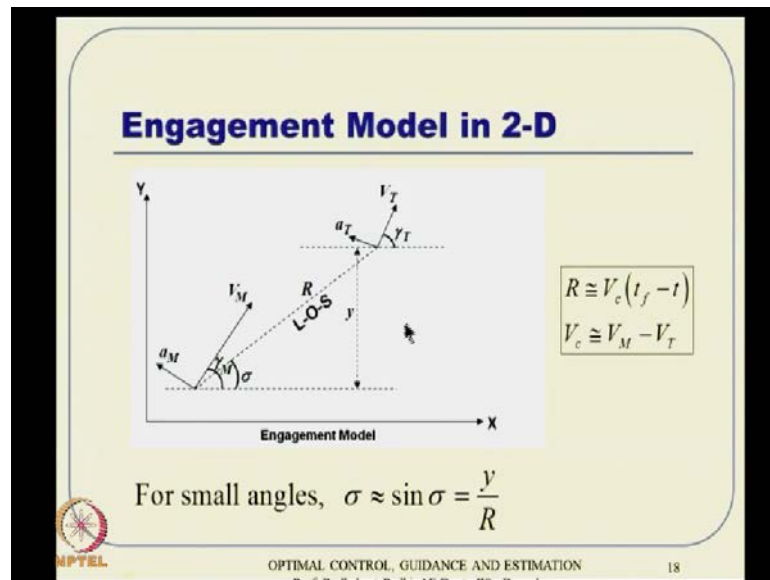 Engagement Model in 2-D
Y
V_T
a_T
γ_T
V_M
R
L-O-S
y
a_M
γ_M
σ
X
Engagement Model
R ≅ V_c(t_f − t)
V_c ≅ V_M − V_T
For small angles, σ ≈ sin σ = y/R
NPTEL
OPTIMAL CONTROL, GUIDANCE AND ESTIMATION
18